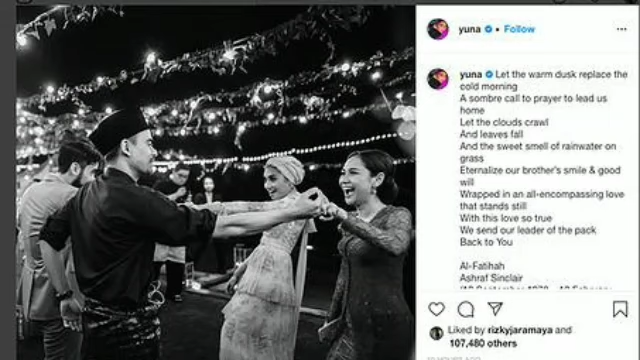 yuna • Follow
yuna Let the warm dusk replace the
cold morning
A sombre call to prayer to lead us
home
Let the clouds crawl
And leaves fall
And the sweet smell of rainwater on
grass
Eternalize our brother's smile & good
will
Wrapped in an all-encompassing love
that stands still
With this love so true
We send our leader of the pack
Back to You
Al-Fatihah
Ashraf Sinclair
Liked by rizkyjaramaya and
107,480 others